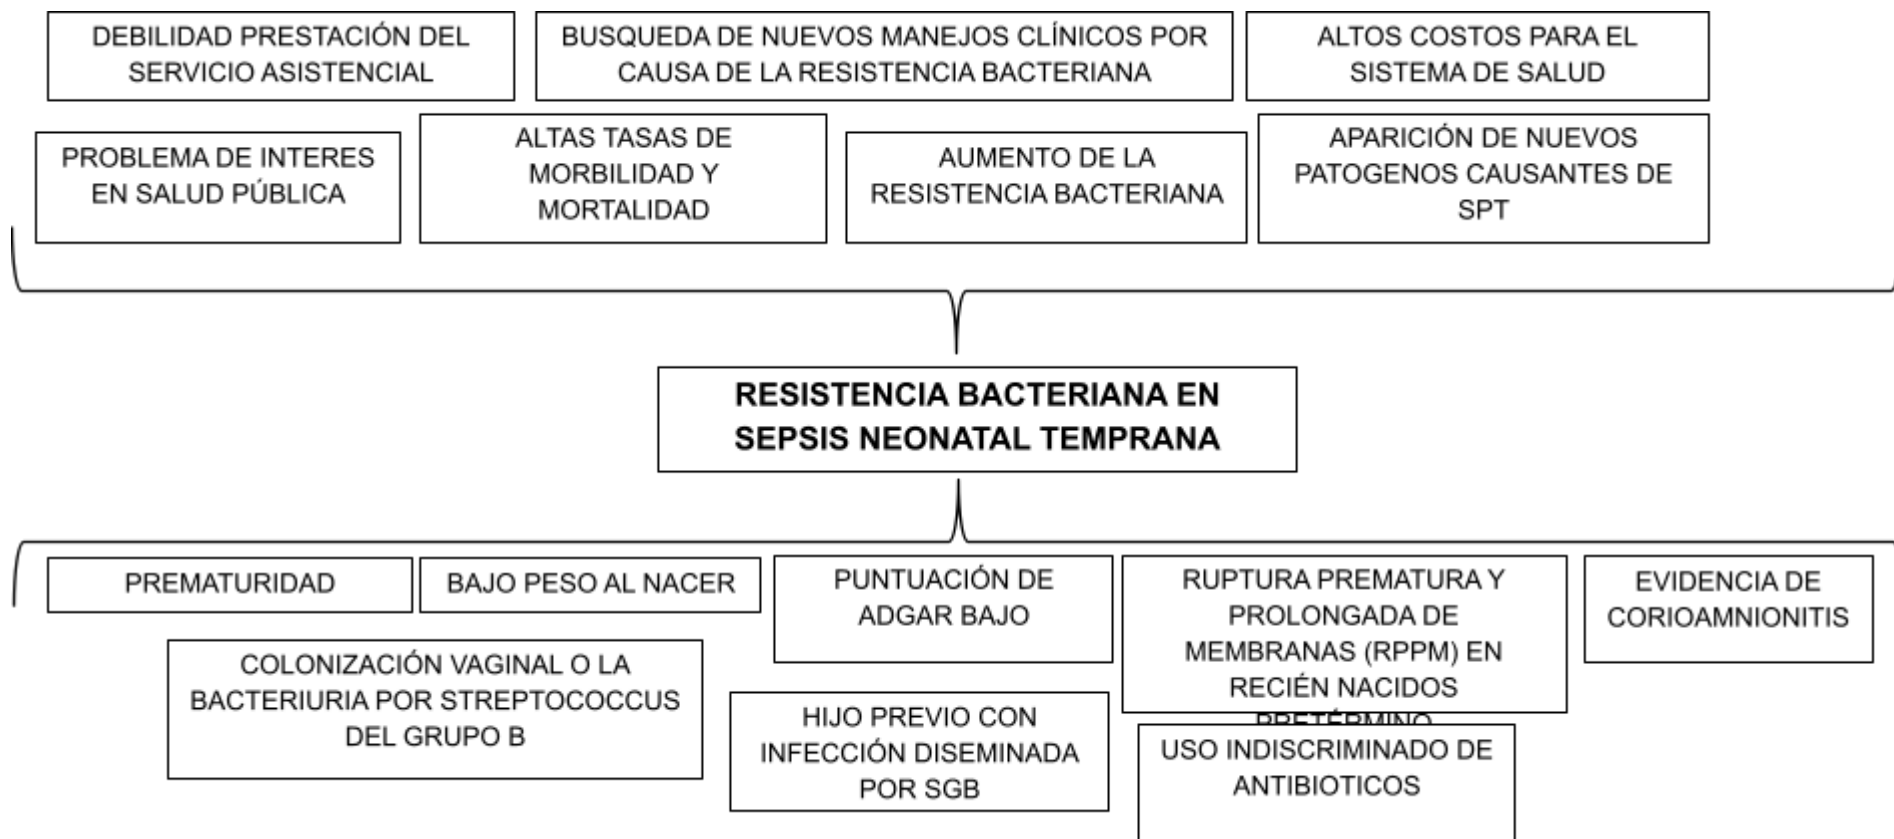 DEBILIDAD PRESTACIÓN DEL
SERVICIO ASISTENCIAL
BUSQUEDA DE NUEVOS MANEJOS CLÍNICOS POR
CAUSA DE LA RESISTENCIA BACTERIANA
ALTOS COSTOS PARA EL
SISTEMA DE SALUD
PROBLEMA DE INTERES
EN SALUD PÚBLICA
ALTAS TASAS DE
MORBILIDAD Y
MORTALIDAD
AUMENTO DE LA
RESISTENCIA BACTERIANA
APARICIÓN DE NUEVOS
PATOGENOS CAUSANTES DE
SPT
RESISTENCIA BACTERIANA EN
SEPSIS NEONATAL TEMPRANA
PREMATURIDAD
BAJO PESO AL NACER
PUNTUACIÓN DE
ADGAR BAJO
RUPTURA PREMATURA Y
PROLONGADA DE
MEMBRANAS (RPPM) EN
RECIÉN NACIDOS
PRETÉRMINO
EVIDENCIA DE
CORIOAMNIONITIS
COLONIZACIÓN VAGINAL O LA
BACTERIURIA POR STREPTOCOCCUS
DEL GRUPO B
HIJO PREVIO CON
INFECCIÓN DISEMINADA
POR SGB
USO INDISCRIMINADO DE
ANTIBIOTICOS